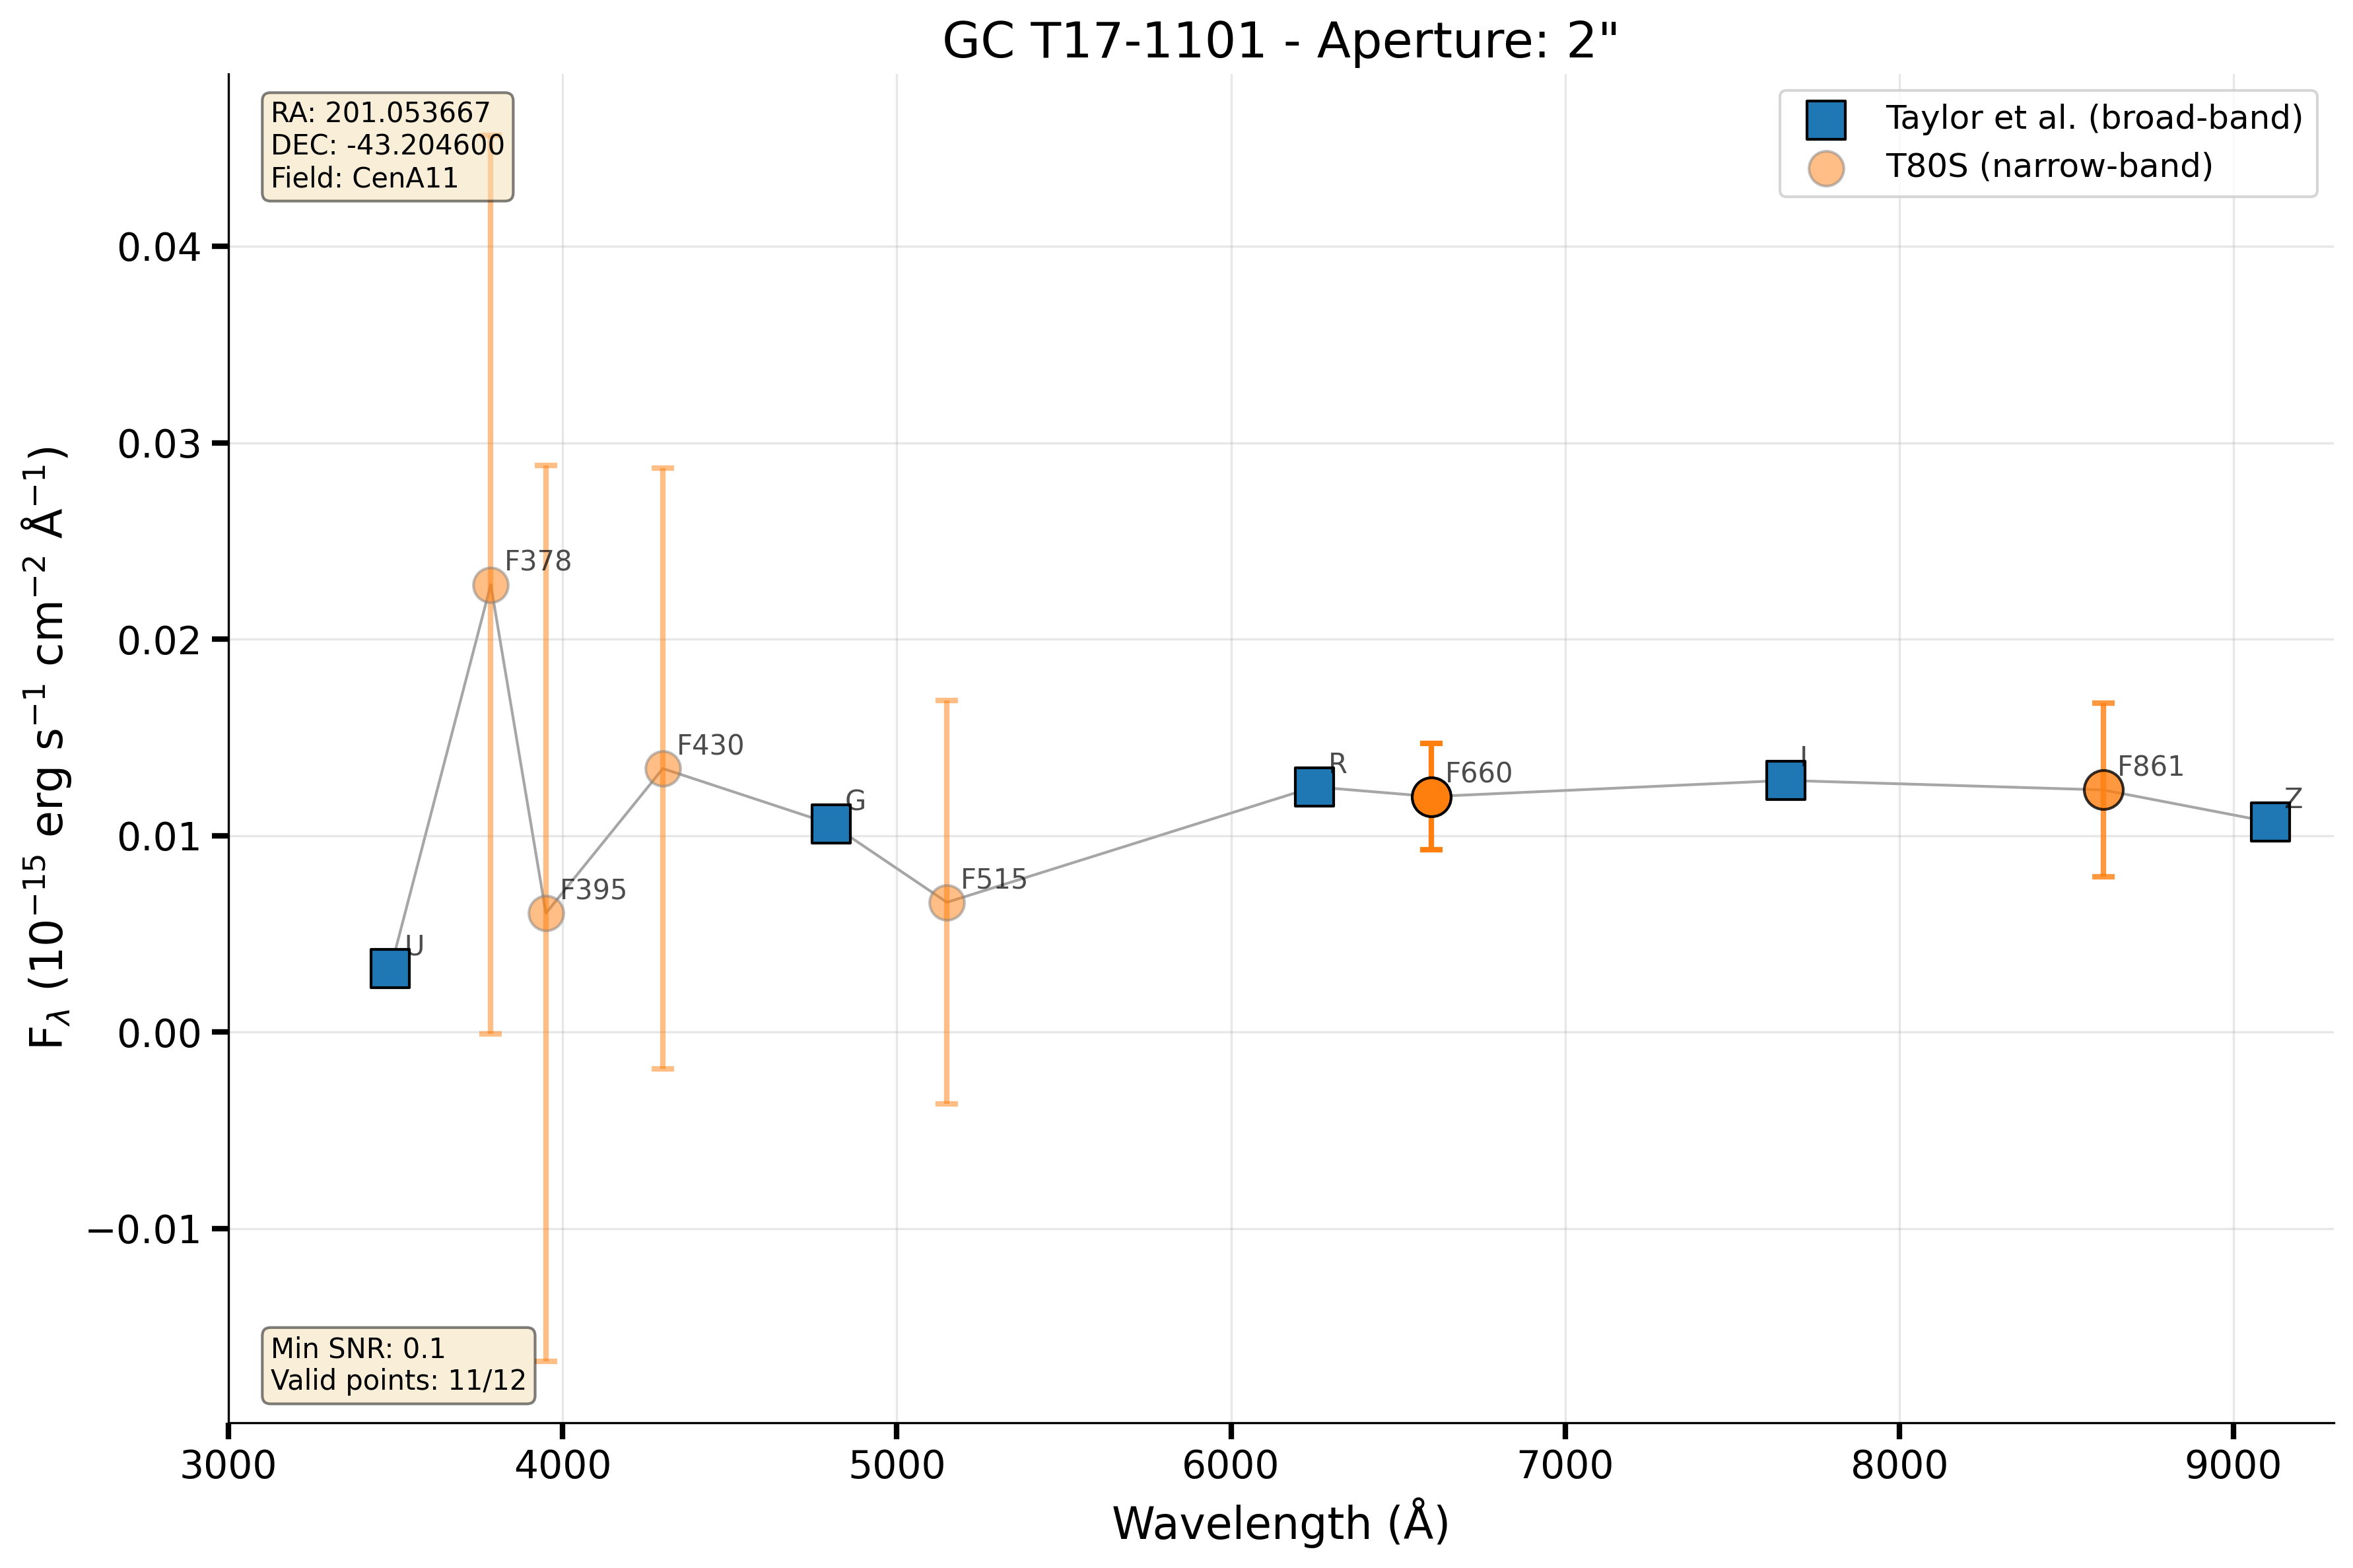 GC T17-1101 - Aperture: 2"
RA: 201.053667
DEC: -43.204600
Field: CenA11
Taylor et al. (broad-band)
T80S (narrow-band)
F_λ (10⁻¹⁵ erg s⁻¹ cm⁻² Å⁻¹)
0.04
0.03
0.02
0.01
0.00
−0.01
U
F378
F395
F430
G
F515
R
F660
I
F861
Z
Min SNR: 0.1
Valid points: 11/12
3000 4000 5000 6000 7000 8000 9000
Wavelength (Å)